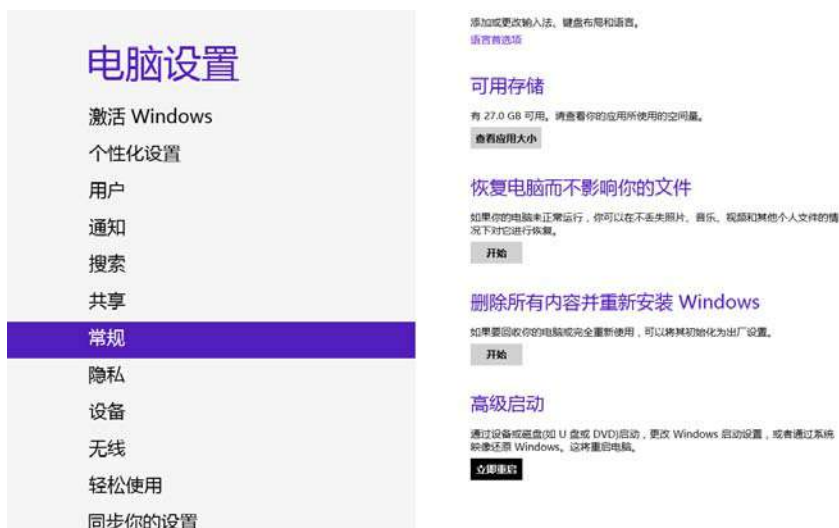 电脑设置
激活 Windows
个性化设置
用户
通知
搜索
共享
常规
隐私
设备
无线
轻松使用
同步你的设置
添加或更改输入法、键盘布局和语言。
语言首选项
可用存储
有 27.0 GB 可用。请查看你的应用所使用的空间量。
查看应用大小
恢复电脑而不影响你的文件
如果你的电脑未正常运行，你可以在不丢失照片、音乐、视频和其他个人文件的情
况下对它进行恢复。
开始
删除所有内容并重新安装 Windows
如果要回收你的电脑或完全重新使用，可以将其初始化为出厂设置。
开始
高级启动
通过设备或磁盘(如 U 盘或 DVD)启动，更改 Windows 启动设置，或者通过系统
映像还原 Windows。这将重启电脑。
立即重启